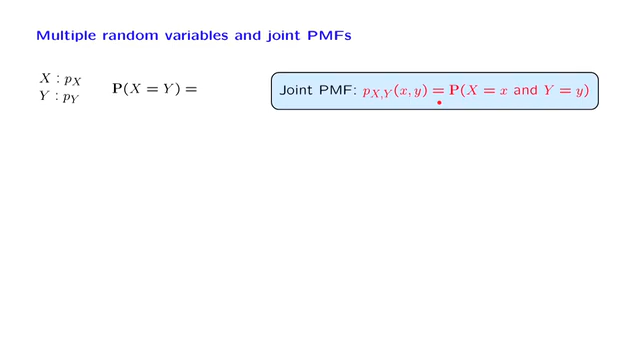 Multiple random variables and joint PMFs
X : p_X
Y : p_Y
P(X = Y) =
Joint PMF: p_{X,Y}(x, y) = P(X = x and Y = y)